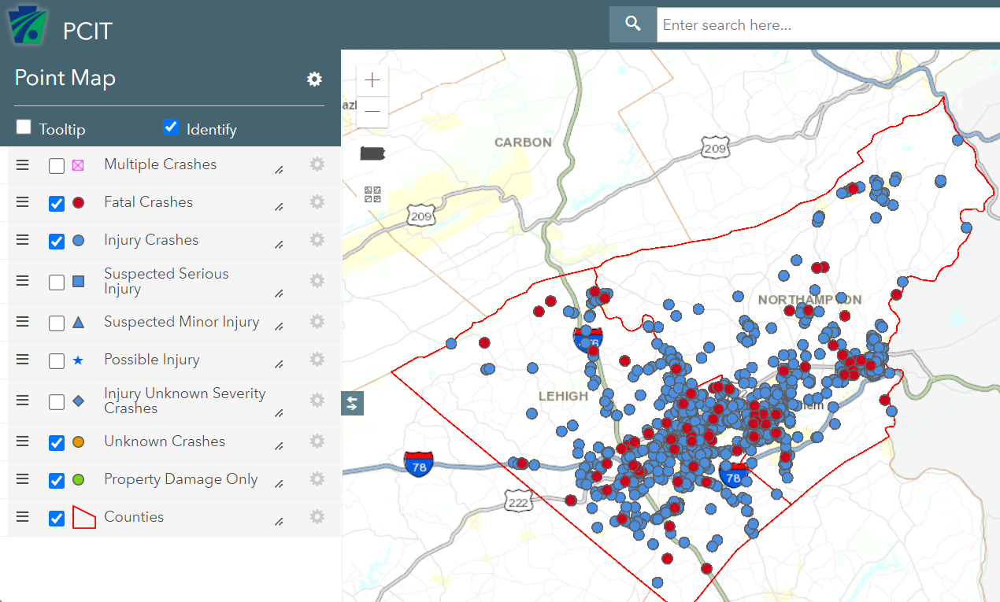 PCIT
Enter search here...
Point Map
Tooltip
Identify
Multiple Crashes
Fatal Crashes
Injury Crashes
Suspected Serious
Injury
Suspected Minor Injury
Possible Injury
Injury Unknown Severity
Crashes
Unknown Crashes
Property Damage Only
Counties
CARBON
209
209
NORTHAMPTON
LEHIGH
78
78
222